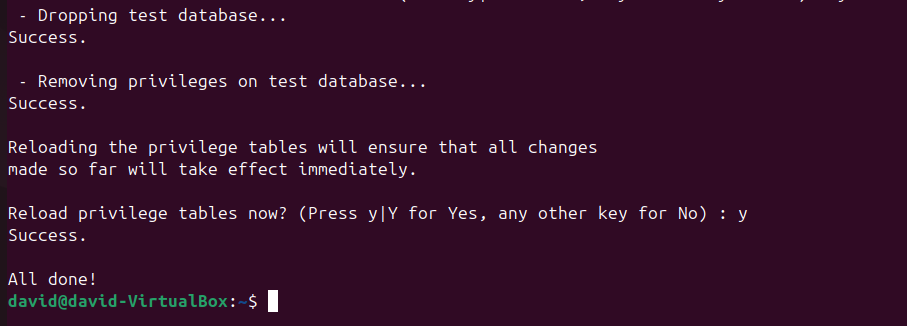 - Dropping test database...
Success.

 - Removing privileges on test database...
Success.

Reloading the privilege tables will ensure that all changes
made so far will take effect immediately.

Reload privilege tables now? (Press y|Y for Yes, any other key for No) : y
Success.

All done!
david@david-VirtualBox:~$